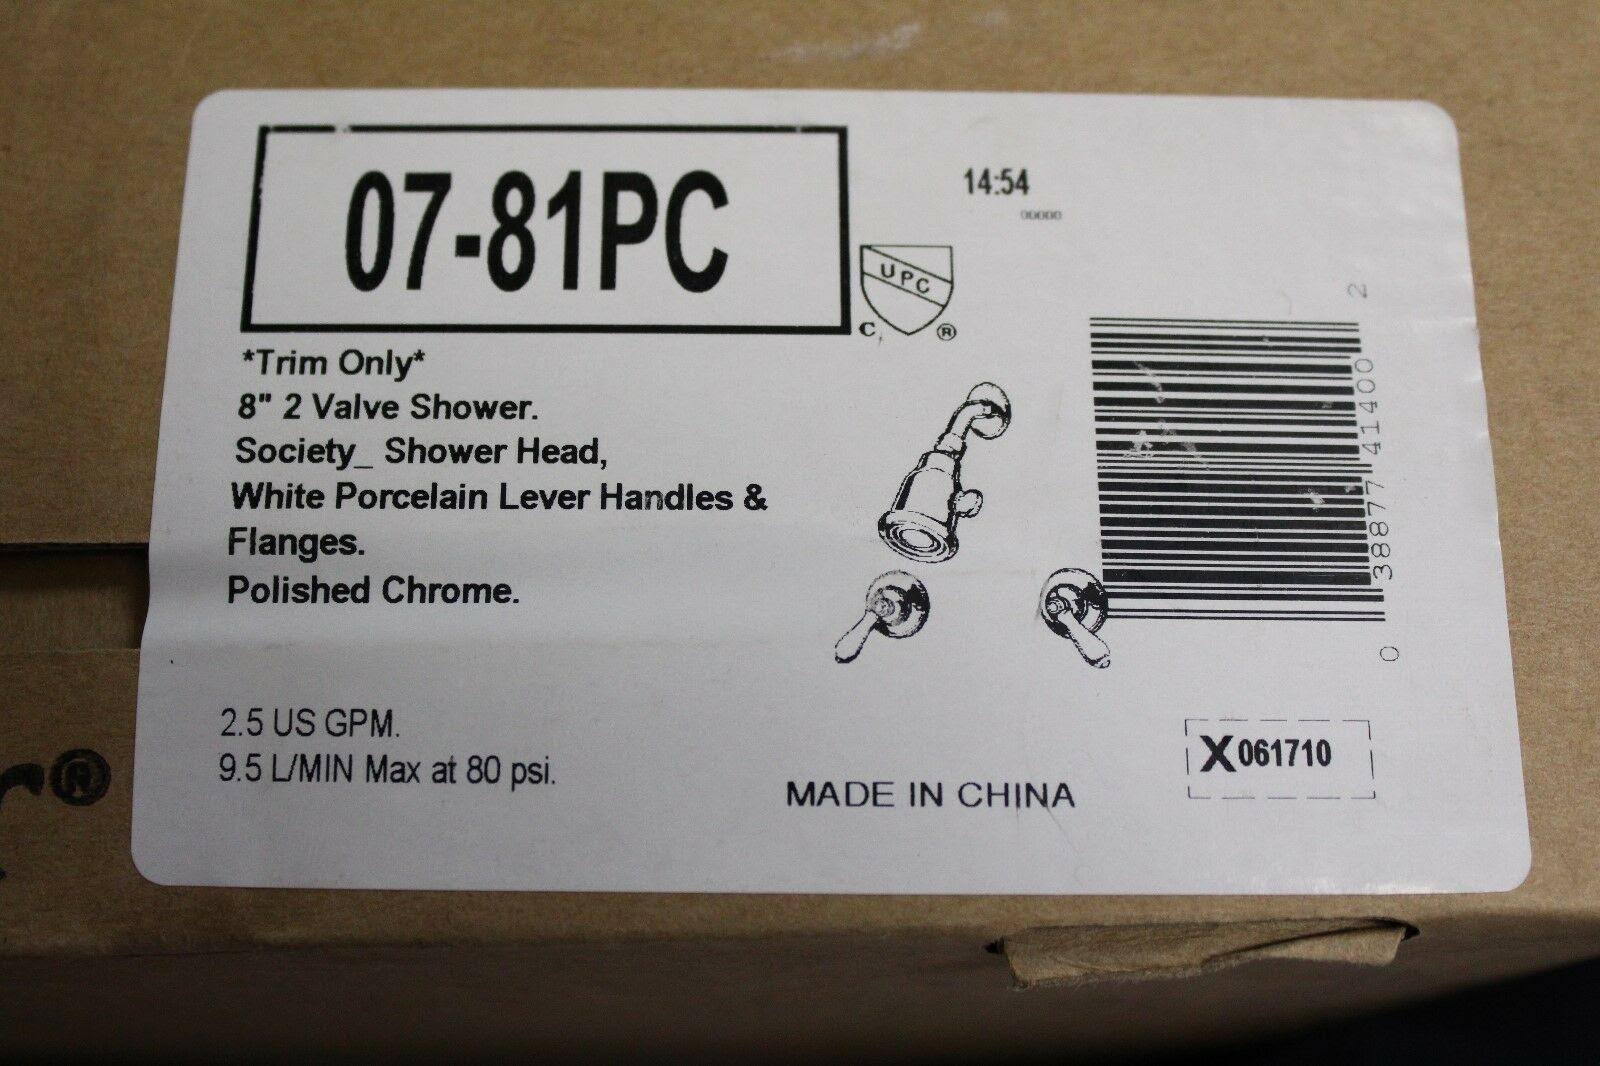 07-81PC
14:54
00000
UPC
C, ®
*Trim Only*
8" 2 Valve Shower.
Society_ Shower Head,
White Porcelain Lever Handles &
Flanges.
Polished Chrome.
0 38877 41400 2
2.5 US GPM.
9.5 L/MIN Max at 80 psi.
MADE IN CHINA
X061710
r®